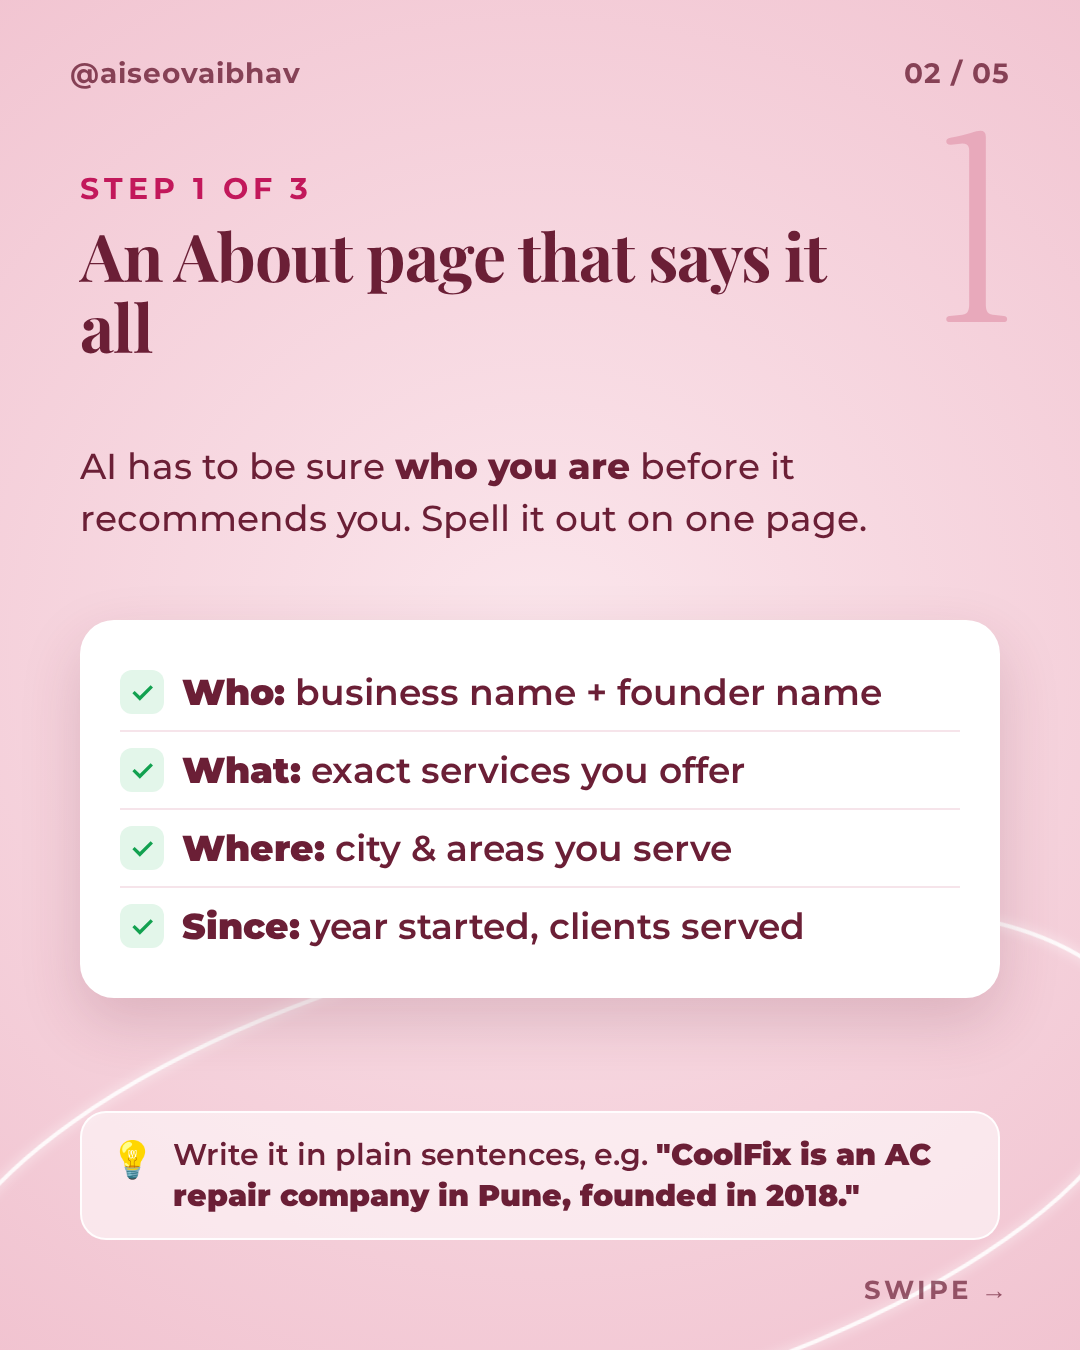 @aiseovaibhav
02 / 05
1
STEP 1 OF 3
An About page that says it
all
AI has to be sure who you are before it
recommends you. Spell it out on one page.
Who: business name + founder name
What: exact services you offer
Where: city & areas you serve
Since: year started, clients served
💡 Write it in plain sentences, e.g. "CoolFix is an AC
repair company in Pune, founded in 2018."
SWIPE →